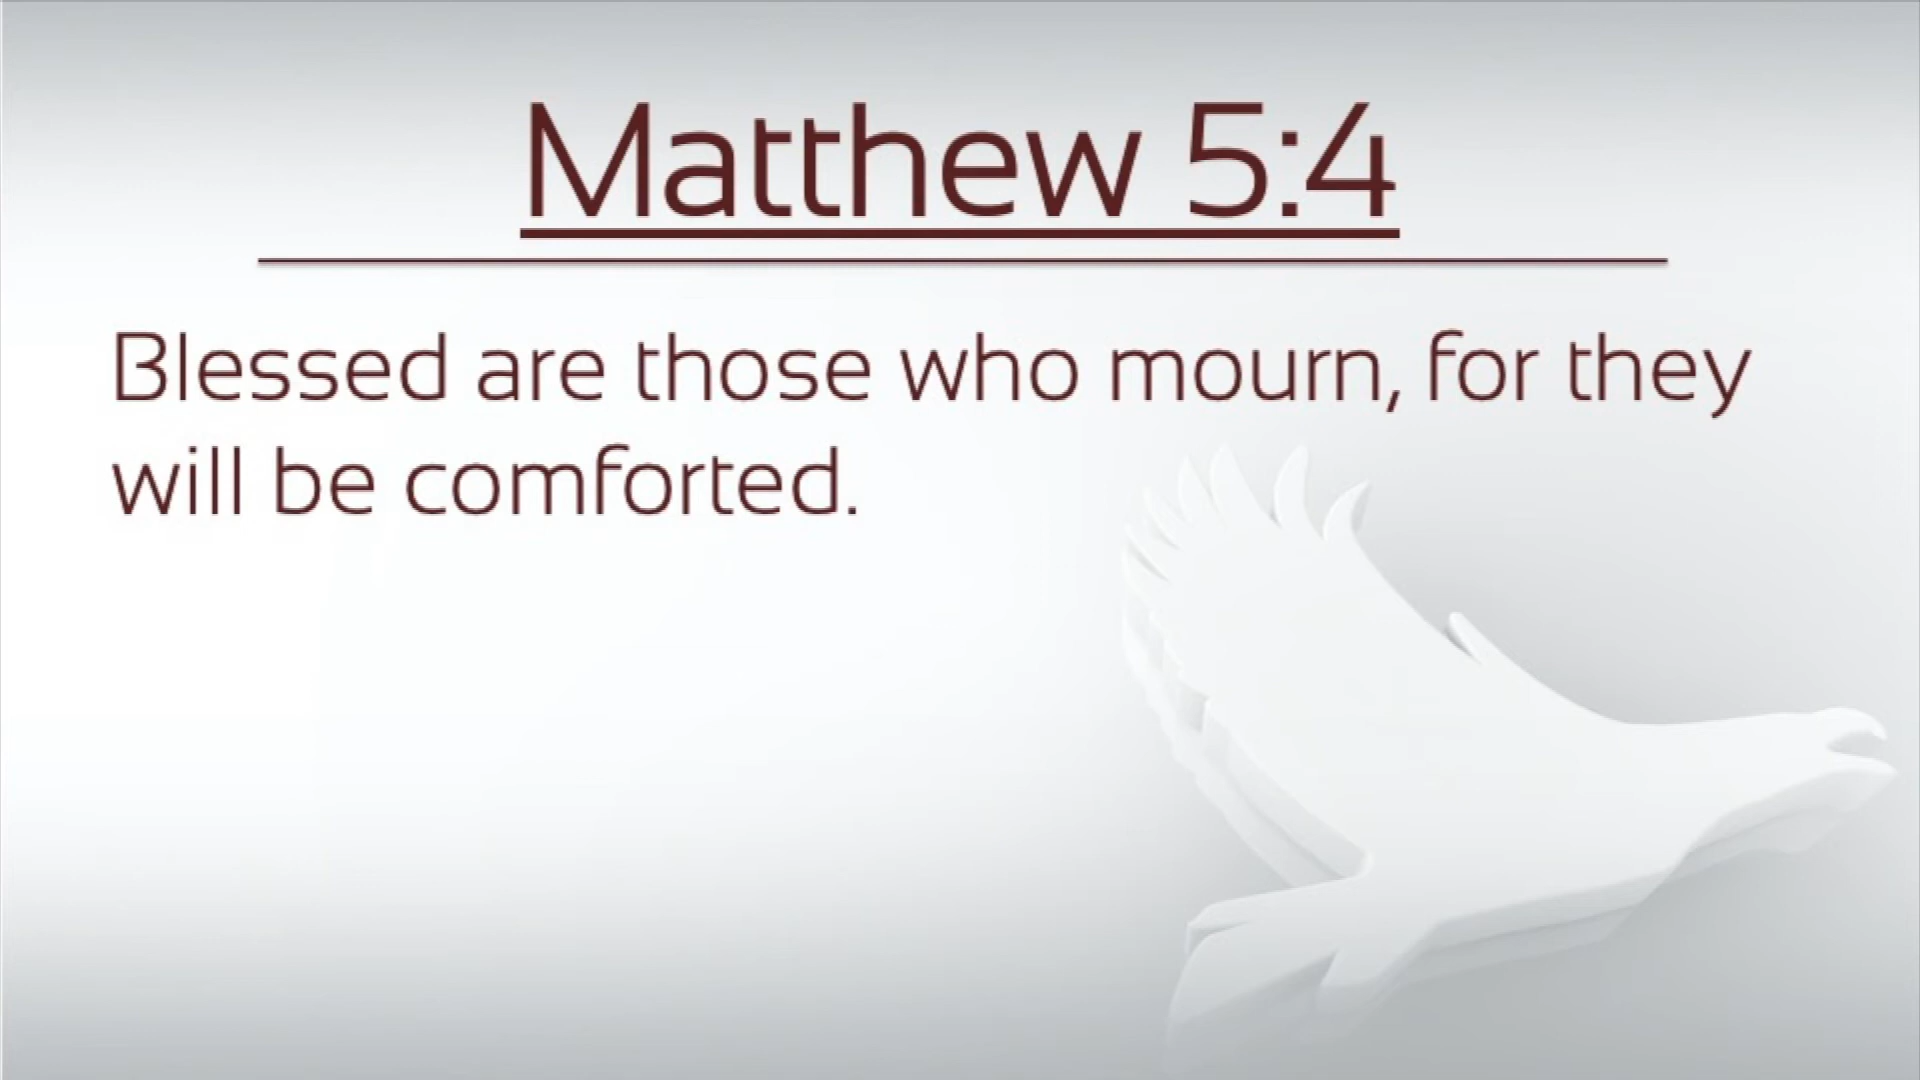 Matthew 5:4
Blessed are those who mourn, for they
will be comforted.